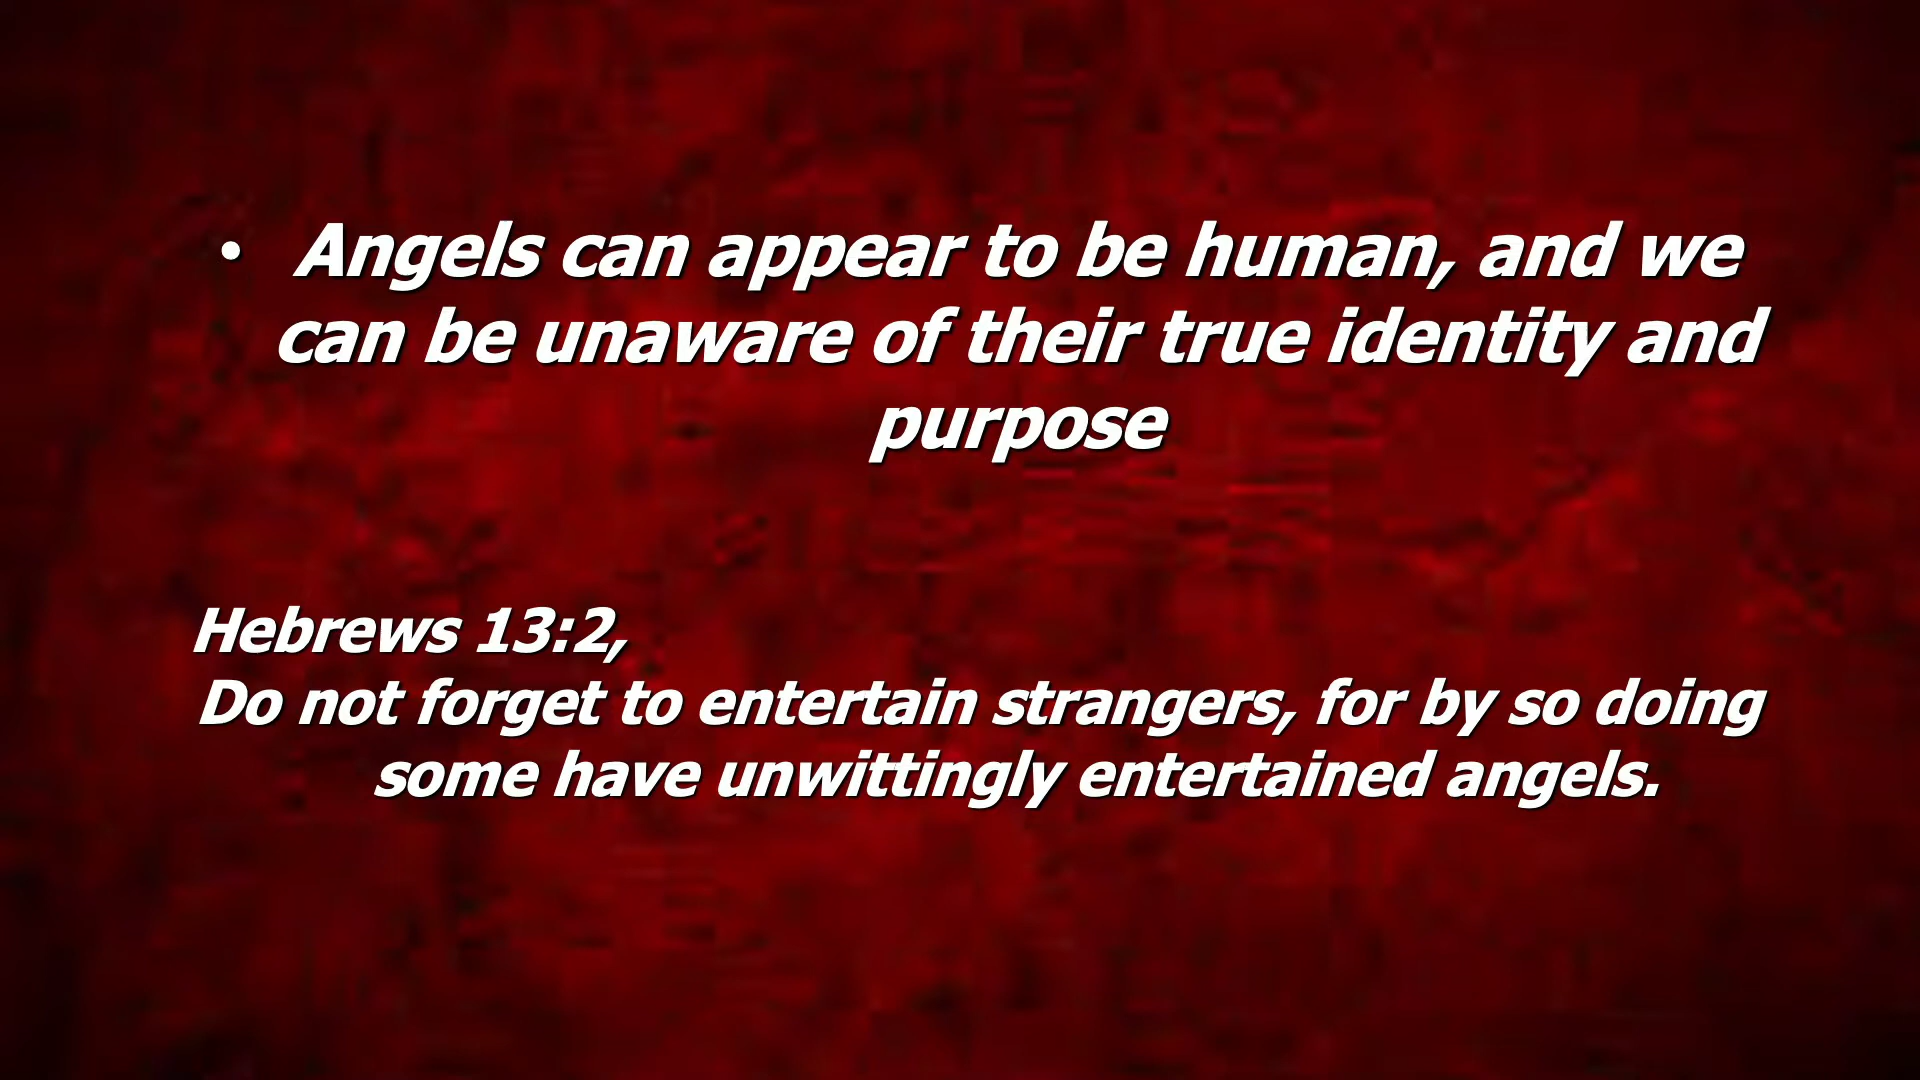 • Angels can appear to be human, and we
can be unaware of their true identity and
purpose
Hebrews 13:2,
Do not forget to entertain strangers, for by so doing
some have unwittingly entertained angels.